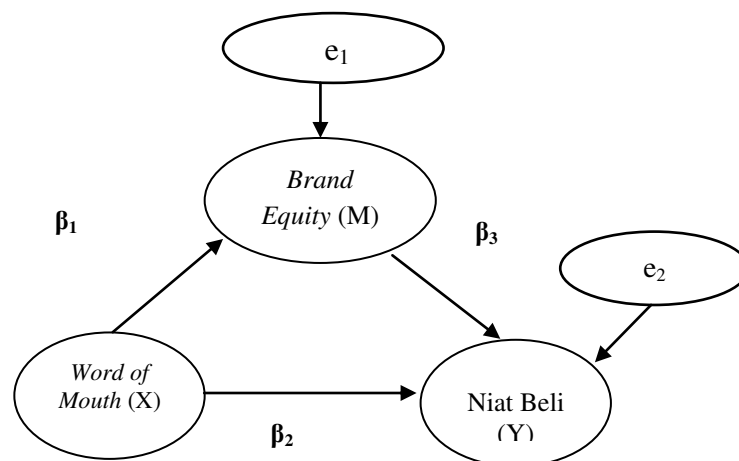 e₁
Brand
Equity (M)
β₁
β₃
e₂
Word of
Mouth (X)
Niat Beli
(Y)
β₂